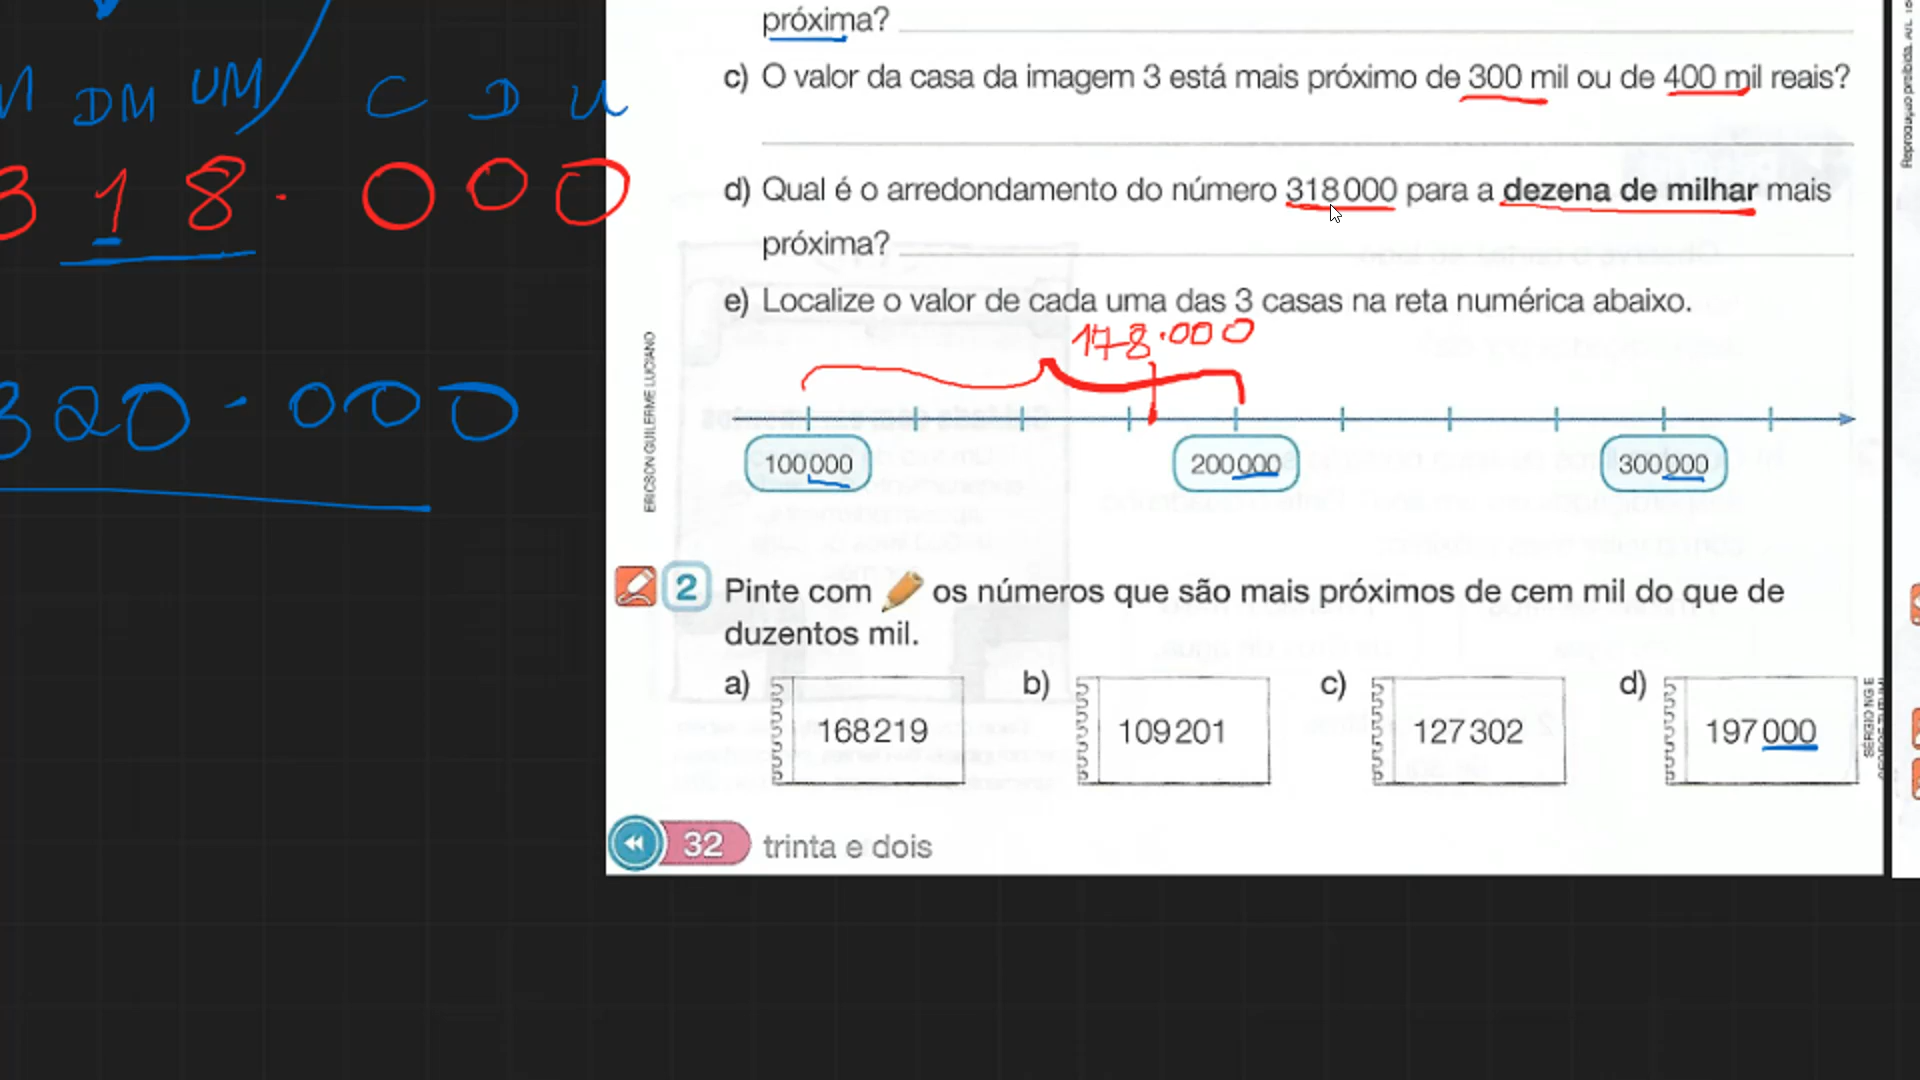 próxima?
c) O valor da casa da imagem 3 está mais próximo de 300 mil ou de 400 mil reais?
DM UM C D U
318.000
d) Qual é o arredondamento do número 318 000 para a dezena de milhar mais
próxima?
e) Localize o valor de cada uma das 3 casas na reta numérica abaixo.
178.000
320.000
ERICSON GUILHERME LUCIANO
100 000 200 000 300 000
2 Pinte com os números que são mais próximos de cem mil do que de
duzentos mil.
a) b) c) d)
168 219 109 201 127 302 197 000
32 trinta e dois